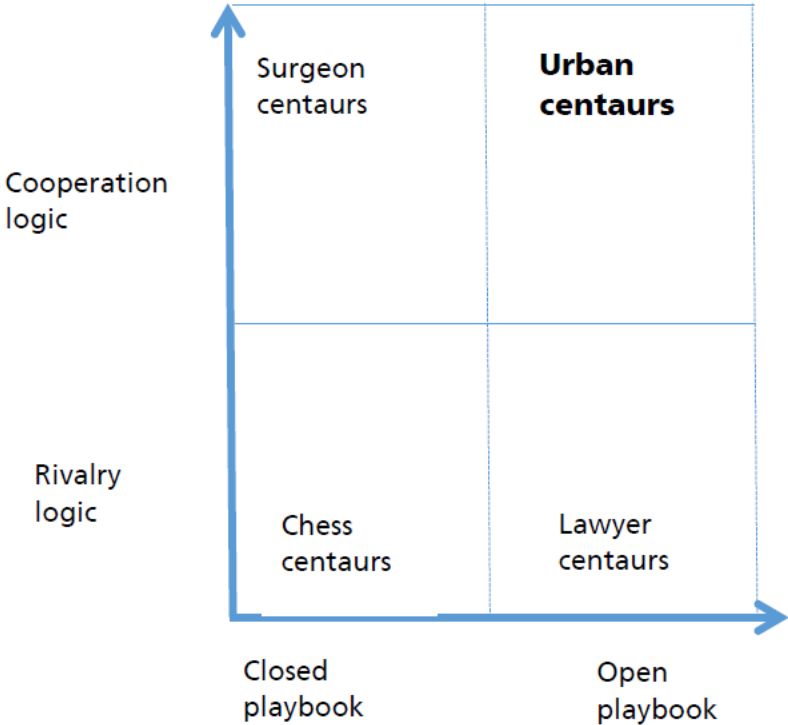 Surgeon
centaurs
Urban
centaurs
Cooperation
logic
Rivalry
logic
Chess
centaurs
Lawyer
centaurs
Closed
playbook
Open
playbook